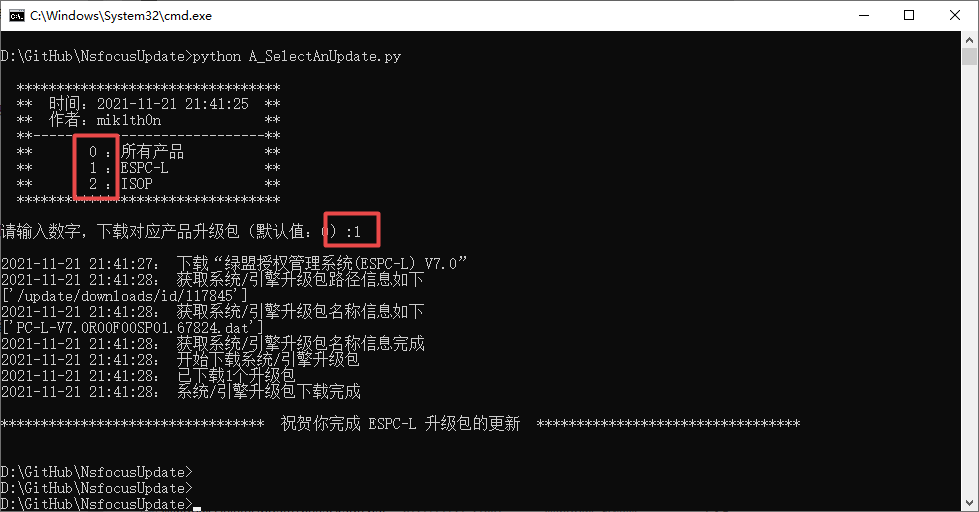 C:\Windows\System32\cmd.exe
D:\GitHub\NsfocusUpdate>python A_SelectAnUpdate.py
*********************************
** 时间：2021-11-21 21:41:25 **
** 作者：mik1th0n **
**-----------------------------**
** 0 ：所有产品 **
** 1 ：ESPC-L **
** 2 ：ISOP **
*********************************
请输入数字，下载对应产品升级包（默认值：0）:1
2021-11-21 21:41:27： 下载“绿盟授权管理系统(ESPC-L) V7.0”
2021-11-21 21:41:28： 获取系统/引擎升级包路径信息如下
['/update/downloads/id/117845']
2021-11-21 21:41:28： 获取系统/引擎升级包名称信息如下
['PC-L-V7.0R00F00SP01.67824.dat']
2021-11-21 21:41:28： 获取系统/引擎升级包名称信息完成
2021-11-21 21:41:28： 开始下载系统/引擎升级包
2021-11-21 21:41:28： 已下载1个升级包
2021-11-21 21:41:28： 系统/引擎升级包下载完成
********************************* 祝贺你完成 ESPC-L 升级包的更新 *********************************
D:\GitHub\NsfocusUpdate>
D:\GitHub\NsfocusUpdate>
D:\GitHub\NsfocusUpdate>